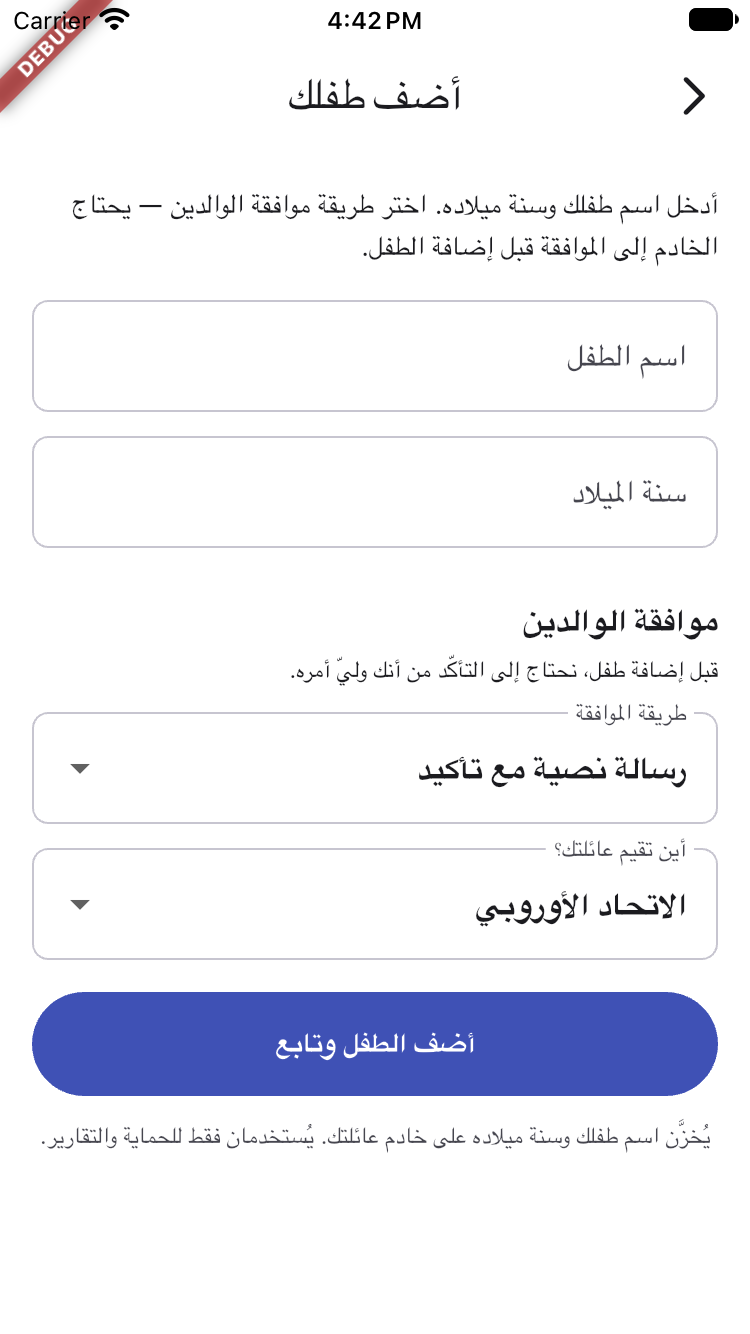 Carrier
4:42 PM
DEBUG
أضف طفلك
أدخل اسم طفلك وسنة ميلاده. اختر طريقة موافقة الوالدين — يحتاج
الخادم إلى الموافقة قبل إضافة الطفل.
اسم الطفل
سنة الميلاد
موافقة الوالدين
قبل إضافة طفل، نحتاج إلى التأكّد من أنك وليّ أمره.
طريقة الموافقة
رسالة نصية مع تأكيد
أين تقيم عائلتك؟
الاتحاد الأوروبي
أضف الطفل وتابع
يُخزَّن اسم طفلك وسنة ميلاده على خادم عائلتك. يُستخدمان فقط للحماية والتقارير.